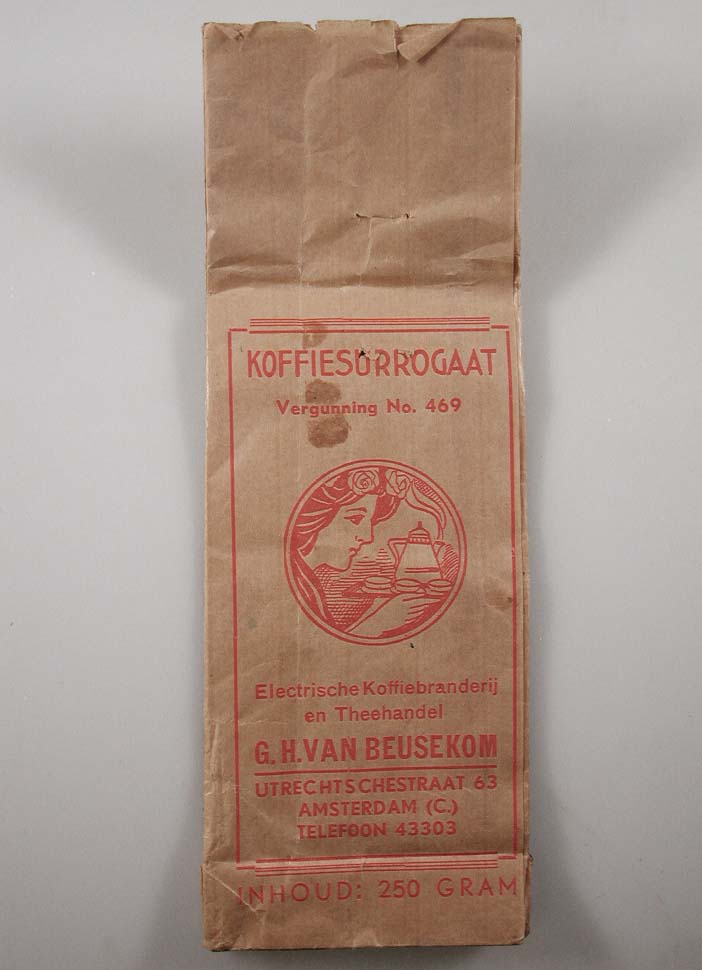 KOFFIESURROGAAT
Vergunning No. 469
Electrische Koffiebranderij
en Theehandel
G. H. VAN BEUSEKOM
UTRECHTSCHESTRAAT 63
AMSTERDAM (C.)
TELEFOON 43303
INHOUD: 250 GRAM